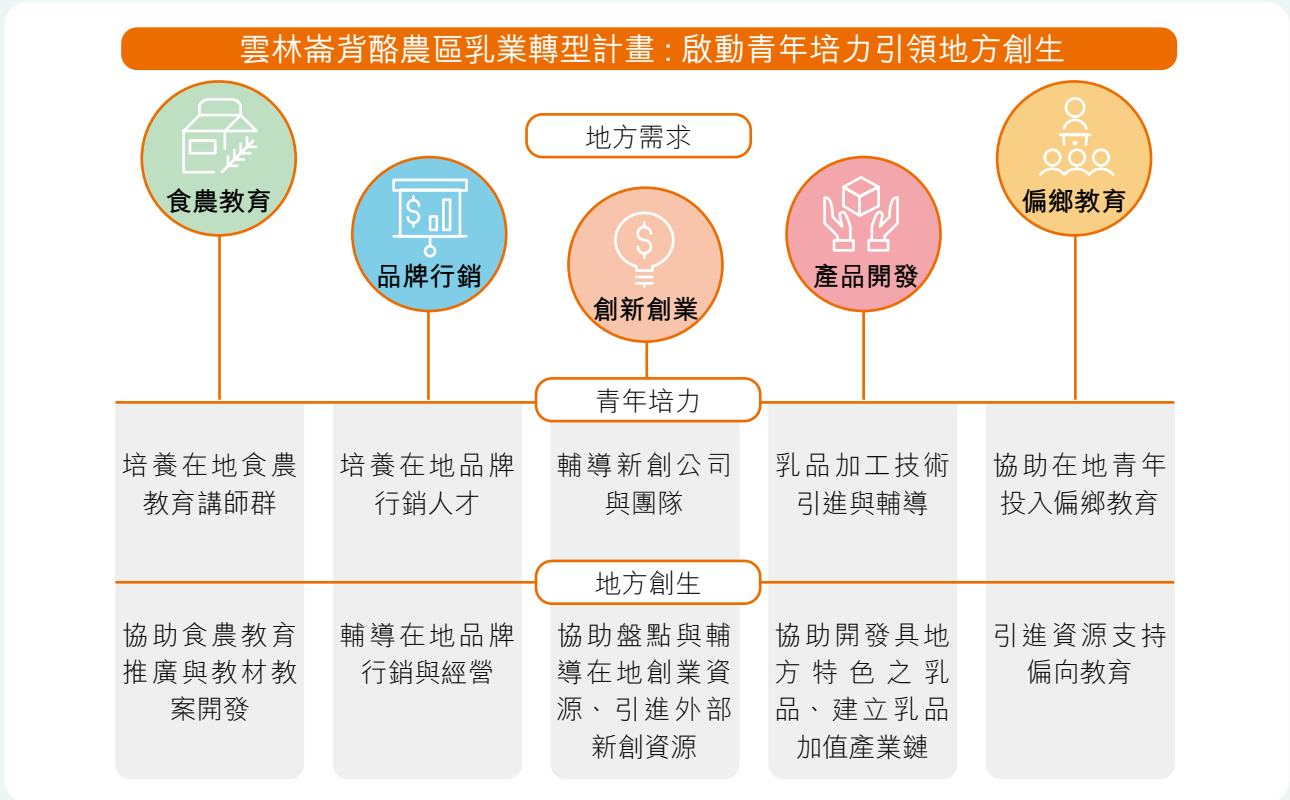 雲林崙背酪農區乳業轉型計畫：啟動青年培力引領地方創生
地方需求
食農教育
品牌行銷
創新創業
產品開發
偏鄉教育
青年培力
培養在地食農
教育講師群
培養在地品牌
行銷人才
輔導新創公司
與團隊
乳品加工技術
引進與輔導
協助在地青年
投入偏鄉教育
地方創生
協助食農教育
推廣與教材教
案開發
輔導在地品牌
行銷與經營
協助盤點與輔
導在地創業資
源、引進外部
新創資源
協助開發具地
方特色之乳
品、建立乳品
加值產業鏈
引進資源支持
偏向教育